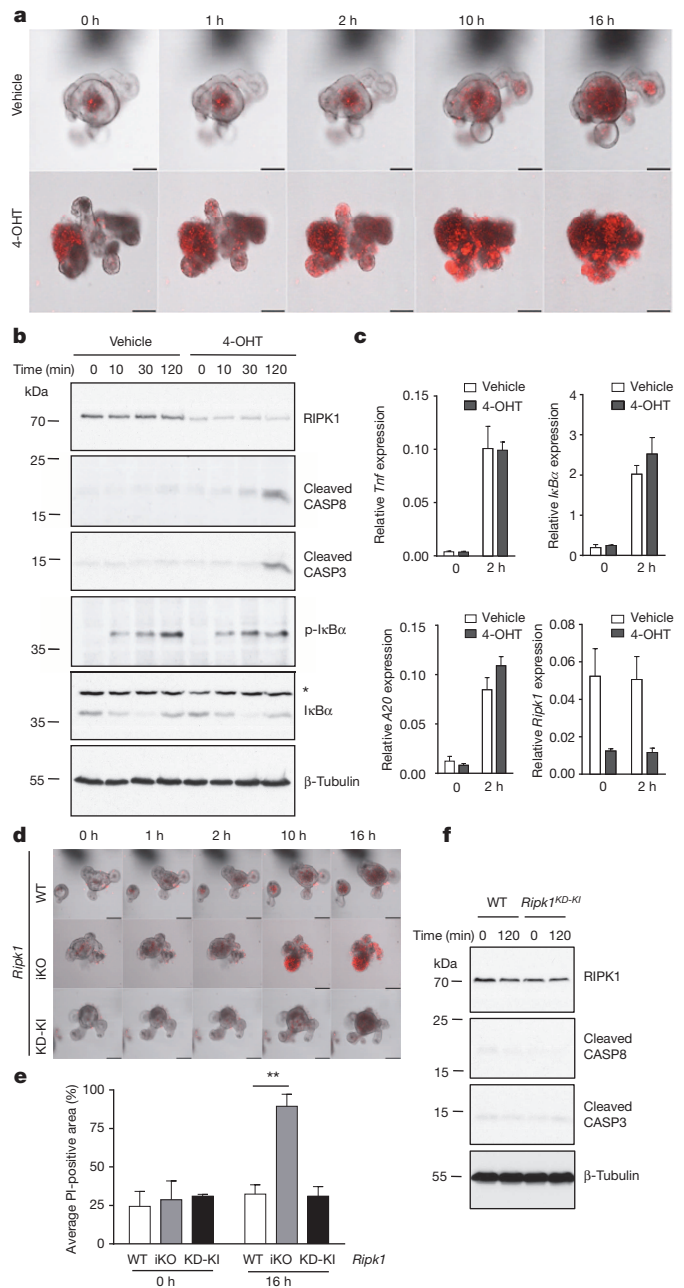 a
0 h 1 h 2 h 10 h 16 h
Vehicle
4-OHT
b
Vehicle 4-OHT
Time (min) 0 10 30 120 0 10 30 120
kDa
70
RIPK1
25
Cleaved
CASP8
15
15
Cleaved
CASP3
p-IκBα
35
*
IκBα
35
55
β-Tubulin
c
Vehicle
4-OHT
Relative Tnf expression
0.15
0.10
0.05
0.00
0 2 h
Vehicle
4-OHT
Relative IκBα expression
4
3
2
1
0
0 2 h
Vehicle
4-OHT
Relative A20 expression
0.15
0.10
0.05
0.00
0 2 h
Vehicle
4-OHT
Relative Ripk1 expression
0.08
0.06
0.04
0.02
0.00
0 2 h
d
0 h 1 h 2 h 10 h 16 h
Ripk1
WT
iKO
KD-KI
e
Average PI-positive area (%)
100
75
50
25
0
**
WT iKO KD-KI WT iKO KD-KI Ripk1
0 h 16 h
f
WT Ripk1KD-KI
Time (min) 0 120 0 120
kDa
70
RIPK1
25
Cleaved
CASP8
15
15
Cleaved
CASP3
55
β-Tubulin